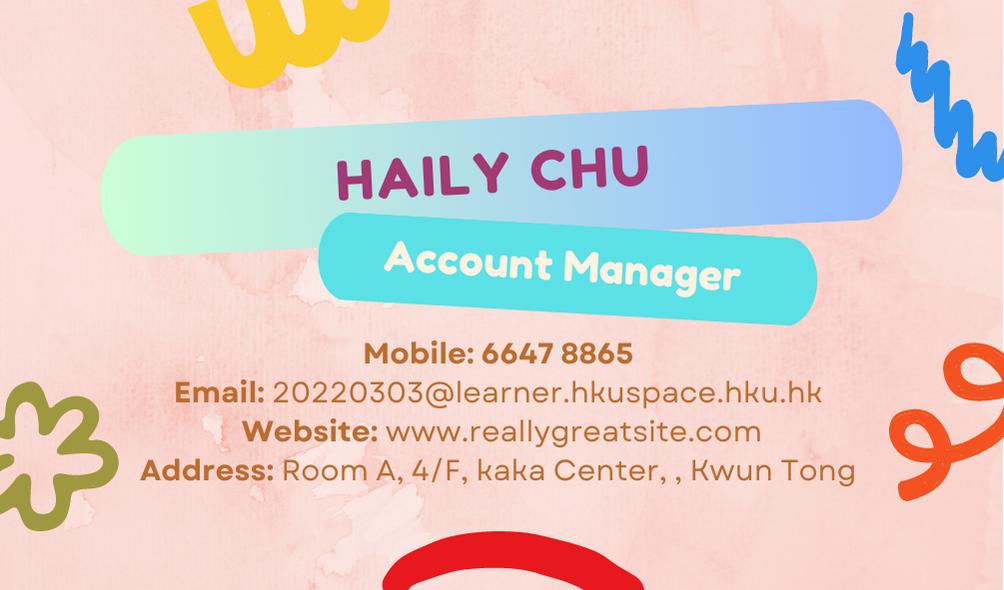 HAILY CHU
Account Manager
Mobile: 6647 8865
Email: 20220303@learner.hkuspace.hku.hk
Website: www.reallygreatsite.com
Address: Room A, 4/F, kaka Center, , Kwun Tong